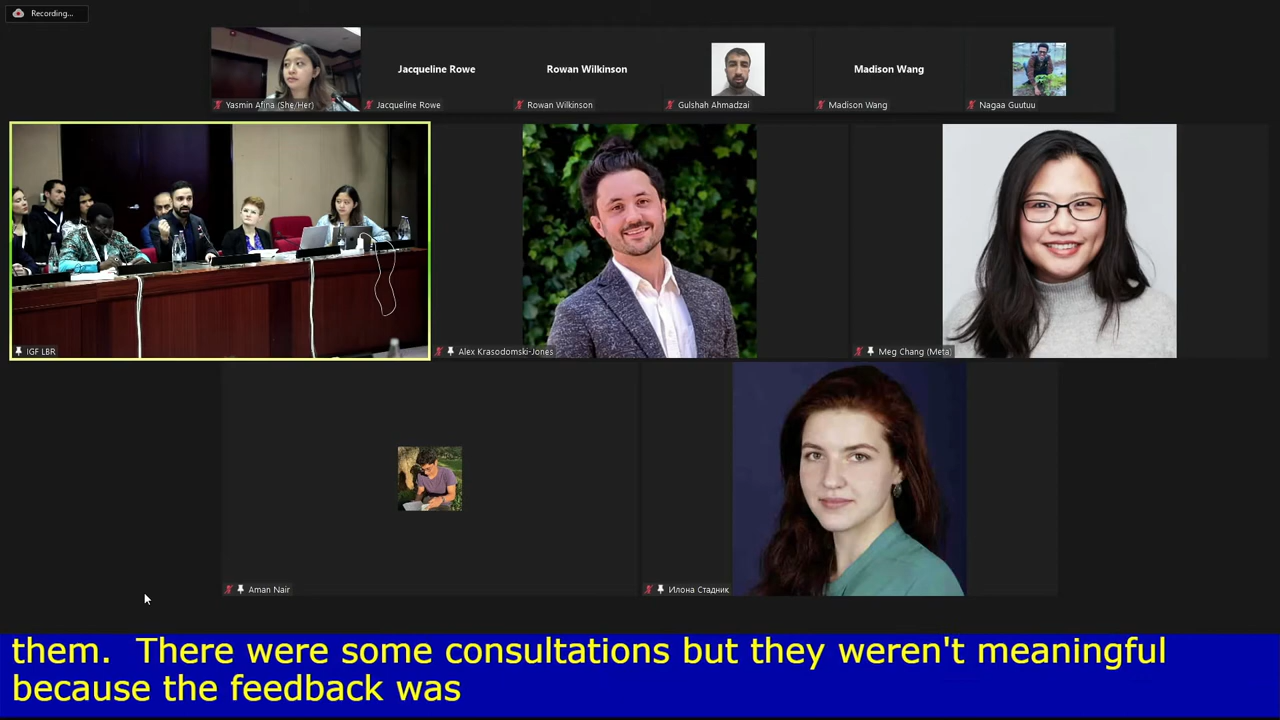 Recording...
Jacqueline Rowe
Rowan Wilkinson
Madison Wang
Yasmin Afina (She/Her)
Jacqueline Rowe
Rowan Wilkinson
Gulshah Ahmadzai
Madison Wang
Nagaa Guutuu
IGF LBR
Alex Krasodomski-Jones
Meg Chang (Meta)
Aman Nair
Илона Стадник
them.  There were some consultations but they weren't meaningful
because the feedback was